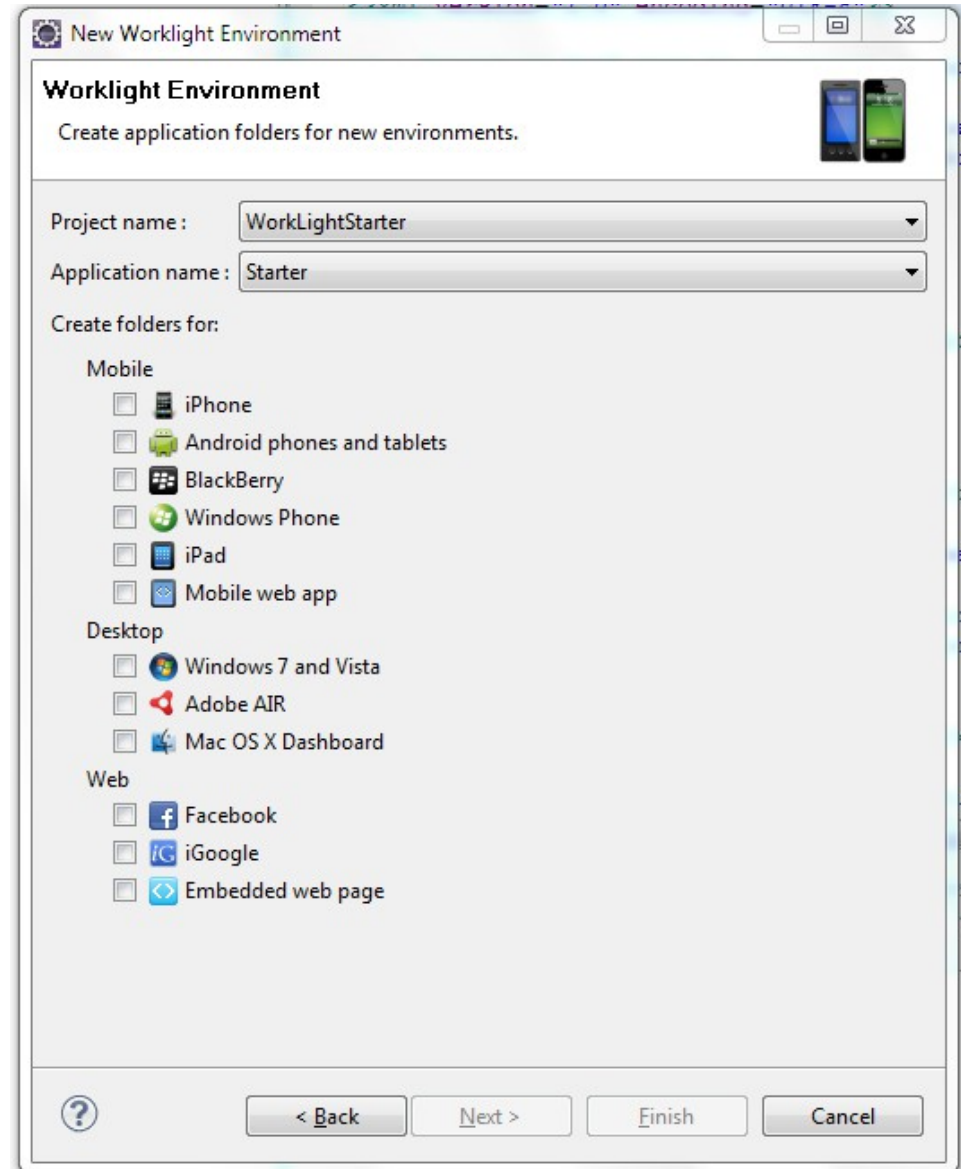 New Worklight Environment
Worklight Environment
Create application folders for new environments.
Project name :
WorkLightStarter
Application name :
Starter
Create folders for:
Mobile
iPhone
Android phones and tablets
BlackBerry
Windows Phone
iPad
Mobile web app
Desktop
Windows 7 and Vista
Adobe AIR
Mac OS X Dashboard
Web
Facebook
iGoogle
Embedded web page
? < Back Next > Finish Cancel